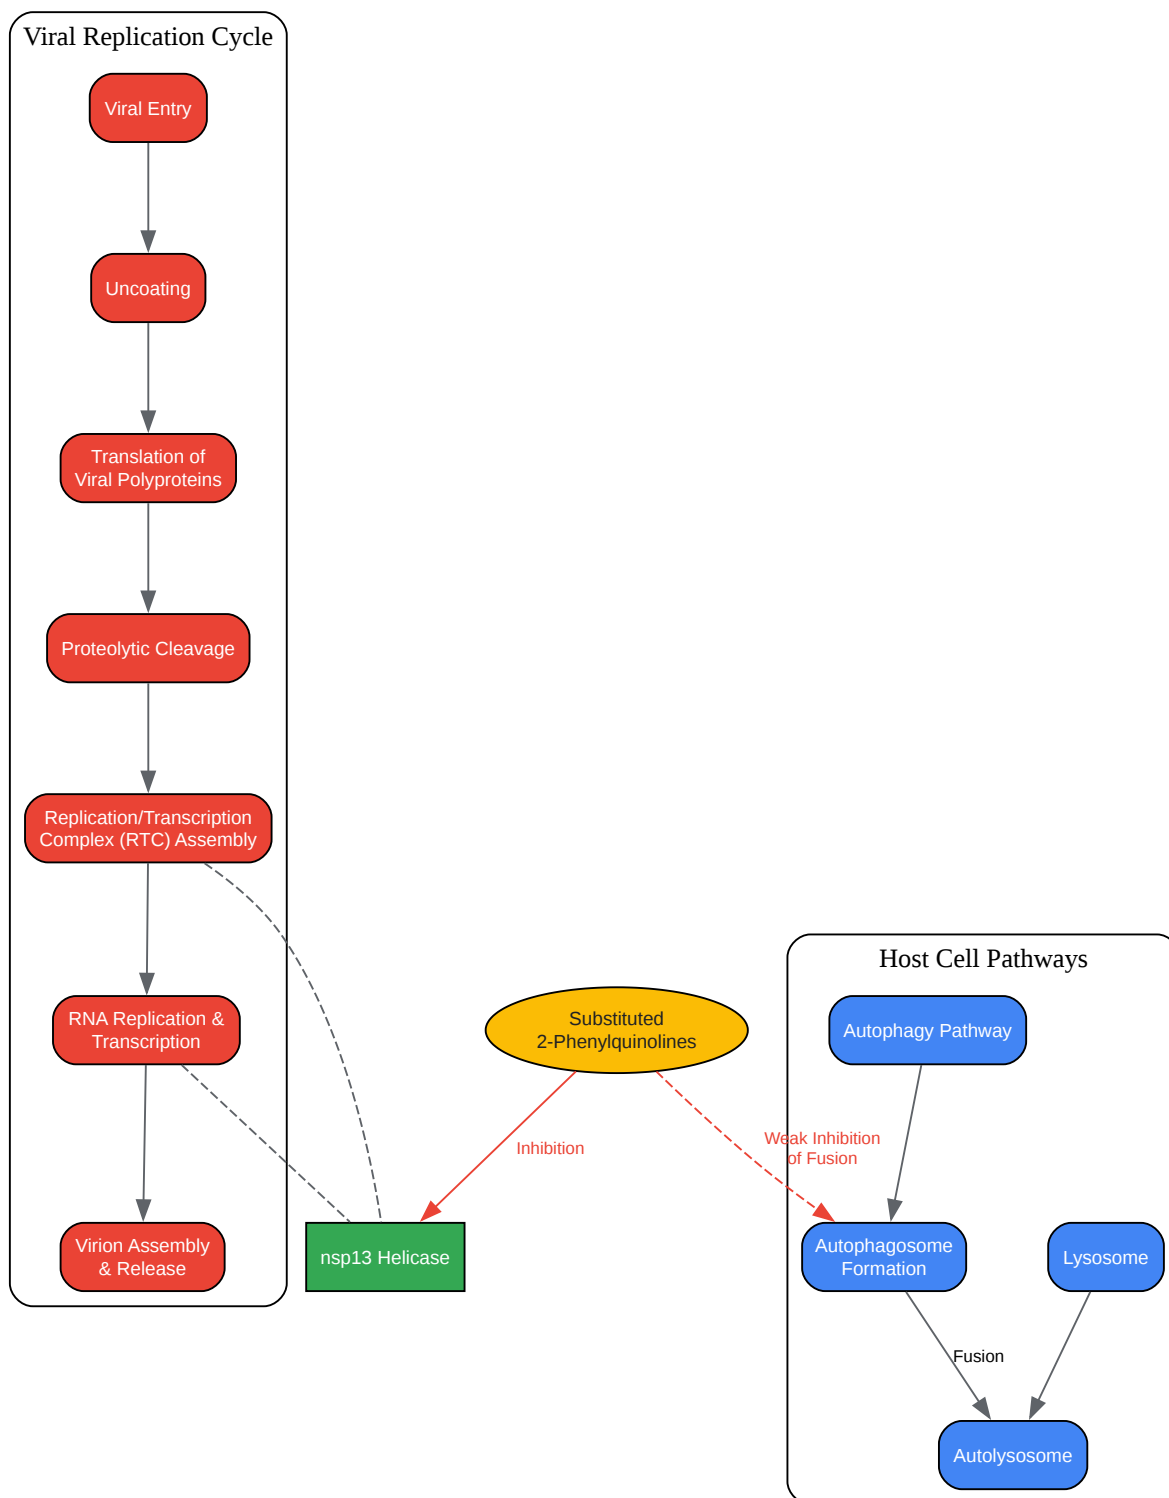 Viral Replication Cycle
Viral Entry
Uncoating
Translation of
Viral Polyproteins
Proteolytic Cleavage
Replication/Transcription
Complex (RTC) Assembly
RNA Replication &
Transcription
Virion Assembly
& Release
Substituted
2-Phenylquinolines
Inhibition
Weak Inhibition
of Fusion
nsp13 Helicase
Host Cell Pathways
Autophagy Pathway
Autophagosome
Formation
Lysosome
Fusion
Autolysosome